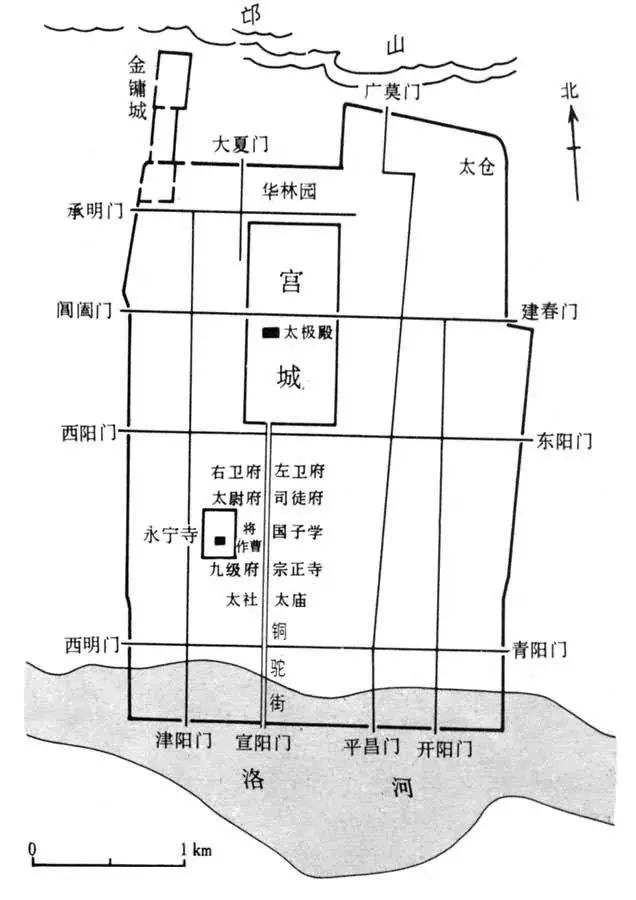 邙
山
金镛城
广莫门
北
大夏门
太仓
华林园
承明门
宫
阊阖门
建春门
太极殿
城
西阳门
东阳门
右卫府 左卫府
太尉府 司徒府
永宁寺
将
作曹
国子学
九级府 宗正寺
太社 太庙
铜
驼
街
西明门
青阳门
津阳门 宣阳门 平昌门 开阳门
洛
河
0 1 km